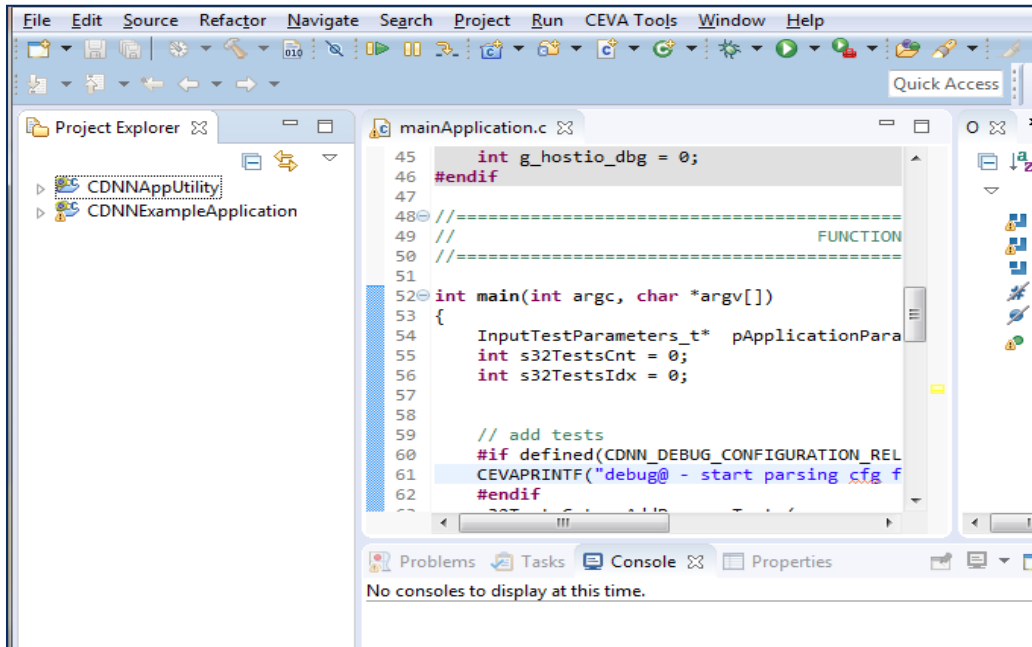 File Edit Source Refactor Navigate Search Project Run CEVA Tools Window Help
010
Quick Access
Project Explorer
CDNNAppUtility
CDNNExampleApplication
mainApplication.c
45 int g_hostio_dbg = 0;
46 #endif
47
48 //==========================================
49 // FUNCTION
50 //==========================================
51
52 int main(int argc, char *argv[])
53 {
54 InputTestParameters_t* pApplicationPara
55 int s32TestsCnt = 0;
56 int s32TestsIdx = 0;
57
58
59 // add tests
60 #if defined(CDNN_DEBUG_CONFIGURATION_REL
61 CEVAPRINTF("debug@ - start parsing cfg f
62 #endif
O
Problems Tasks Console Properties
No consoles to display at this time.